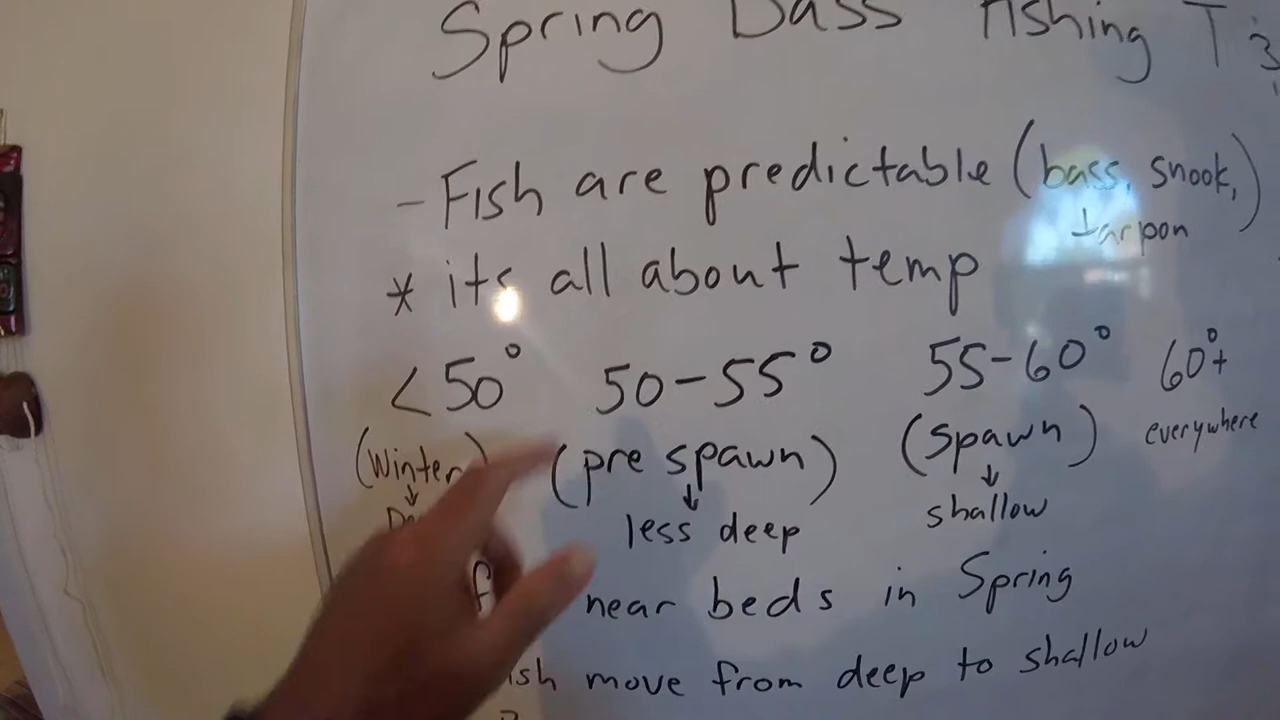 Spring Bass Fishing
- Fish are predictable (bass, snook,
tarpon)
* its all about temp
<50° 50-55° 55-60° 60°+
(Winter) (pre spawn) (spawn) everywhere
↓ ↓ ↓
less deep shallow
near beds in Spring
move from deep to shallow